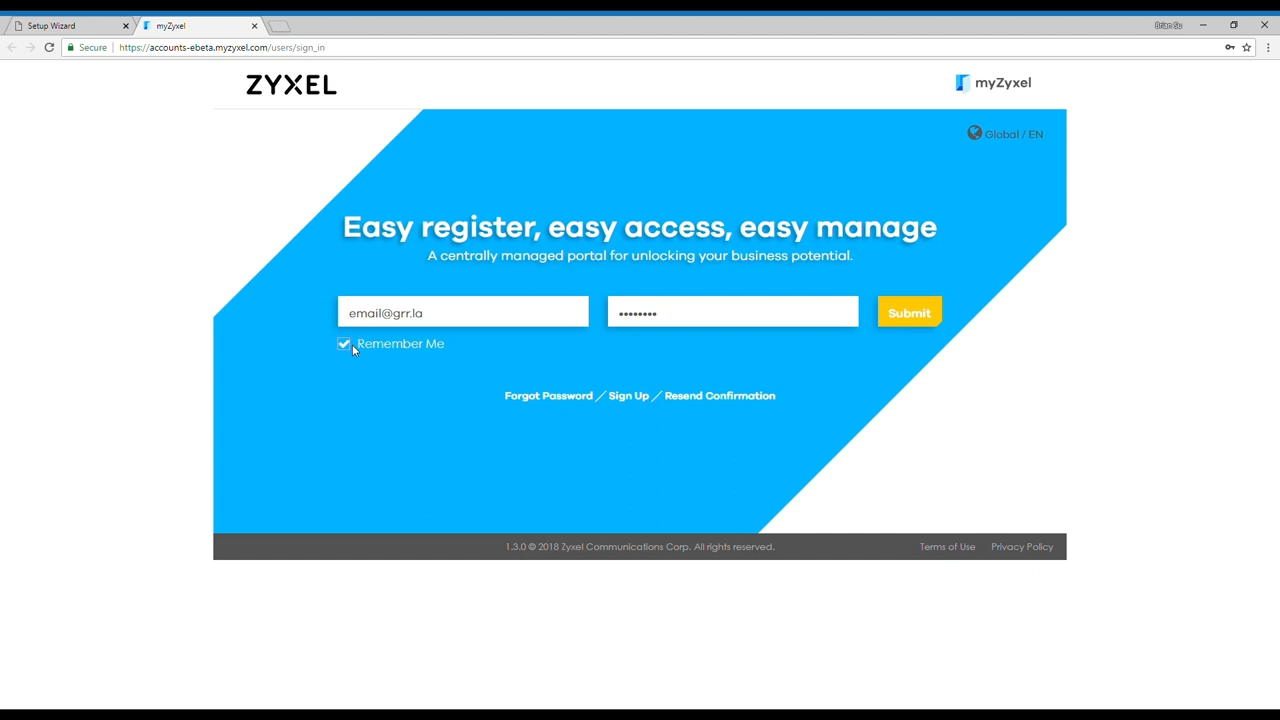 Setup Wizard
myZyxel
Brian Su
Secure
https://accounts-ebeta.myzyxel.com/users/sign_in
ZYXEL
myZyxel
Global / EN
Easy register, easy access, easy manage
A centrally managed portal for unlocking your business potential.
email@grr.la
••••••••
Submit
Remember Me
Forgot Password / Sign Up / Resend Confirmation
1.3.0 © 2018 Zyxel Communications Corp. All rights reserved.
Terms of Use
Privacy Policy